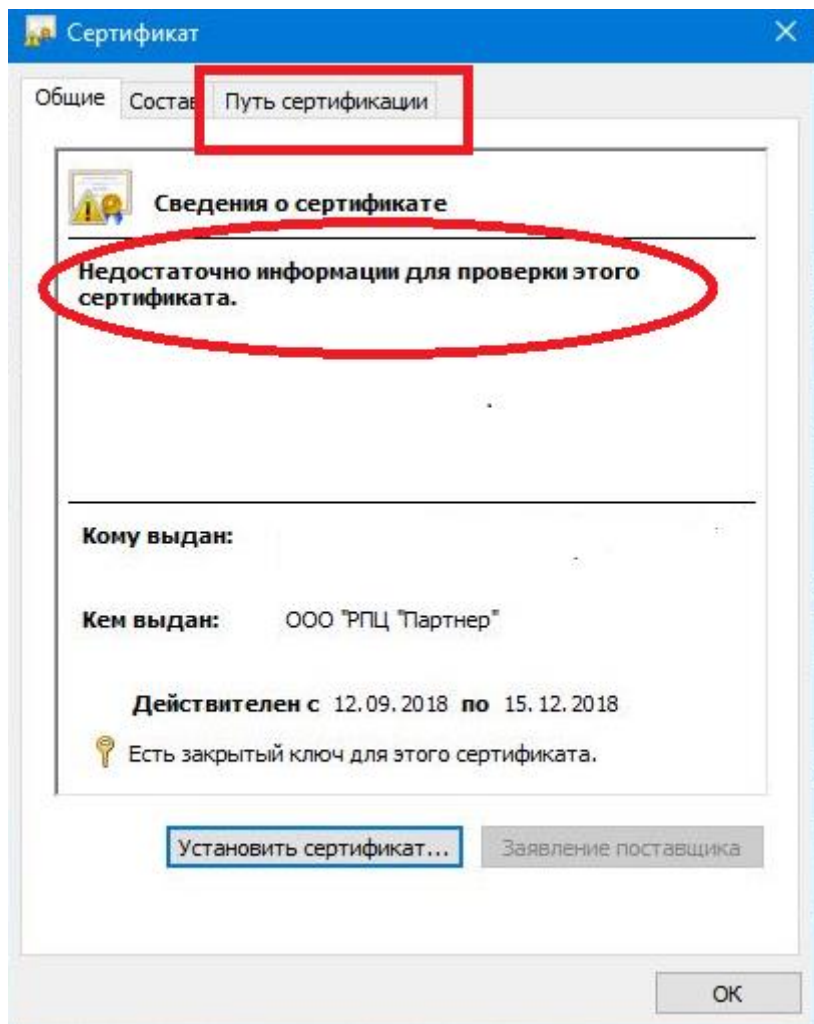 Сертификат
Общие Состав Путь сертификации
Сведения о сертификате
Недостаточно информации для проверки этого
сертификата.
Кому выдан:
Кем выдан: ООО "РПЦ "Партнер"
Действителен с 12.09.2018 по 15.12.2018
Есть закрытый ключ для этого сертификата.
Установить сертификат... Заявление поставщика
ОК